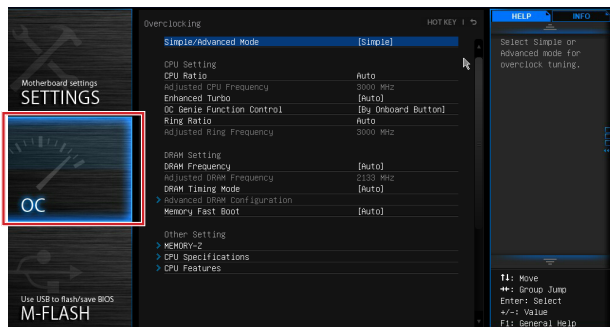 Overclocking
HOT KEY | ↩
HELP
INFO
Simple/Advanced Mode [Simple]
CPU Setting
CPU Ratio Auto
Adjusted CPU Frequency 3000 MHz
Enhanced Turbo [Auto]
OC Genie Function Control [By Onboard Button]
Ring Ratio Auto
Adjusted Ring Frequency 3000 MHz
DRAM Setting
DRAM Frequency [Auto]
Adjusted DRAM Frequency 2133 MHz
DRAM Timing Mode [Auto]
> Advanced DRAM Configuration
Memory Fast Boot [Auto]
Other Setting
> MEMORY-Z
> CPU Specifications
> CPU Features
Motherboard settings
SETTINGS
OC
Use USB to flash/save BIOS
M-FLASH
Select Simple or
Advanced mode for
overclock tuning.
↑↓: Move
→←: Group Jump
Enter: Select
+/-: Value
F1: General Help